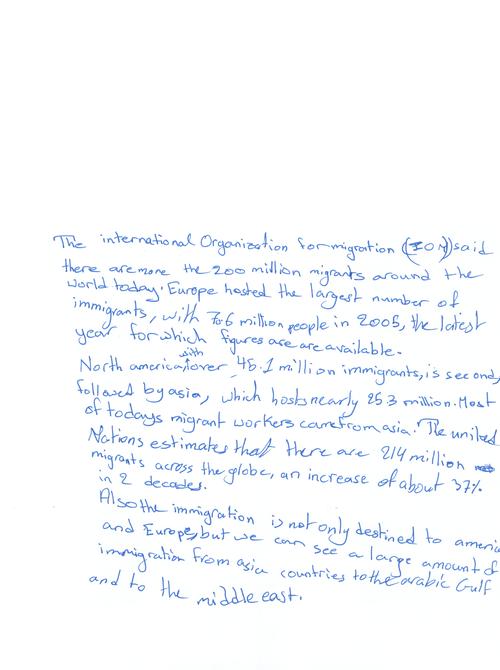 The international Organization for migration (IOM) said
there are more the 200 million migrants around the
world today. Europe hosted the largest number of
immigrants, with 70.6 million people in 2005, the latest
year for which figures are are available.
North america, with over 45.1 million immigrants, is second,
followed by asia, which hosts nearly 25.3 million. Most
of todays migrant workers come from asia. The united
Nations estimates that there are 214 million
migrants across the globe, an increase of about 37%
in 2 decades.
Also the immigration is not only destined to americ
and Europe, but we can see a large amount of
immigration from asia countries to the arabic Gulf
and to the middle east.